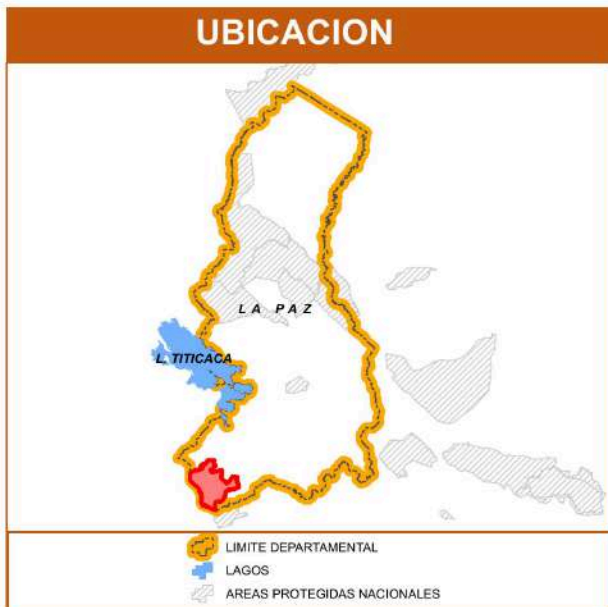 UBICACION
LA PAZ
L. TITICACA
LIMITE DEPARTAMENTAL
LAGOS
AREAS PROTEGIDAS NACIONALES